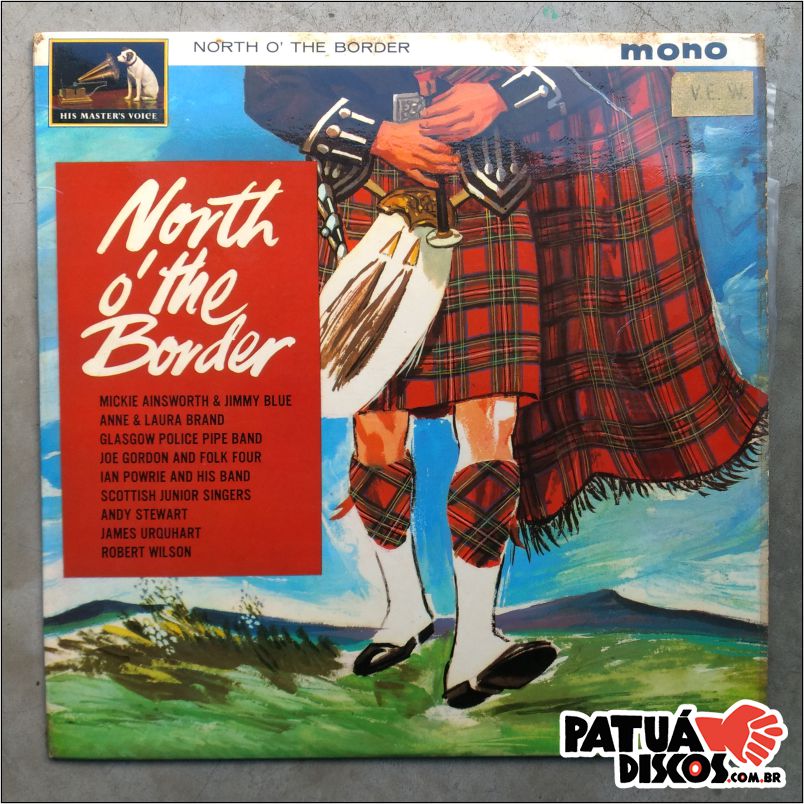 NORTH O' THE BORDER
mono
HIS MASTER'S VOICE
V.E.W.
North
o' the
Border
MICKIE AINSWORTH & JIMMY BLUE
ANNE & LAURA BRAND
GLASGOW POLICE PIPE BAND
JOE GORDON AND FOLK FOUR
IAN POWRIE AND HIS BAND
SCOTTISH JUNIOR SINGERS
ANDY STEWART
JAMES URQUHART
ROBERT WILSON
PATUÁ
DISCOS.COM.BR